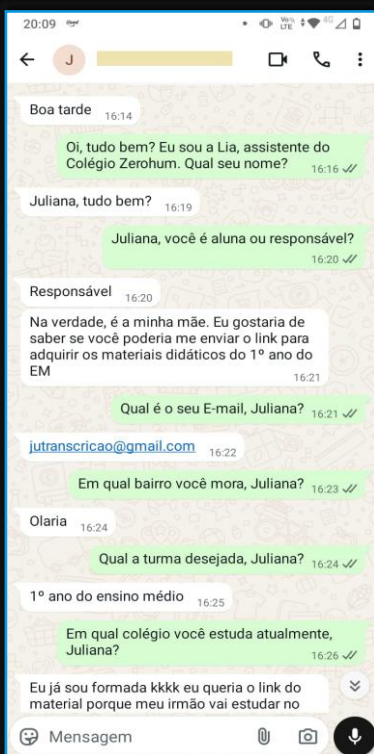 20:09
Vo))
LTE
4G
J
Boa tarde
16:14
Oi, tudo bem? Eu sou a Lia, assistente do
Colégio Zerohum. Qual seu nome?
16:16
Juliana, tudo bem?
16:19
Juliana, você é aluna ou responsável?
16:20
Responsável
16:20
Na verdade, é a minha mãe. Eu gostaria de
saber se você poderia me enviar o link para
adquirir os materiais didáticos do 1º ano do
EM
16:21
Qual é o seu E-mail, Juliana?
16:21
jutranscricao@gmail.com
16:22
Em qual bairro você mora, Juliana?
16:23
Olaria
16:24
Qual a turma desejada, Juliana?
16:24
1º ano do ensino médio
16:25
Em qual colégio você estuda atualmente,
Juliana?
16:26
Eu já sou formada kkkk eu queria o link do
material porque meu irmão vai estudar no
Mensagem